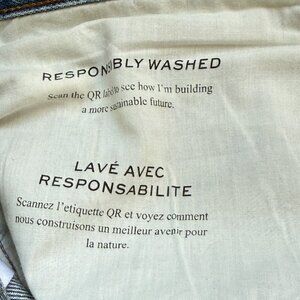 RESPONSIBLY WASHED
Scan the QR label to see how I'm building
a more sustainable future.
LAVÉ AVEC
RESPONSABILITE
Scannez l'etiquette QR et voyez comment
nous construisons un meilleur avenir pour
la nature.